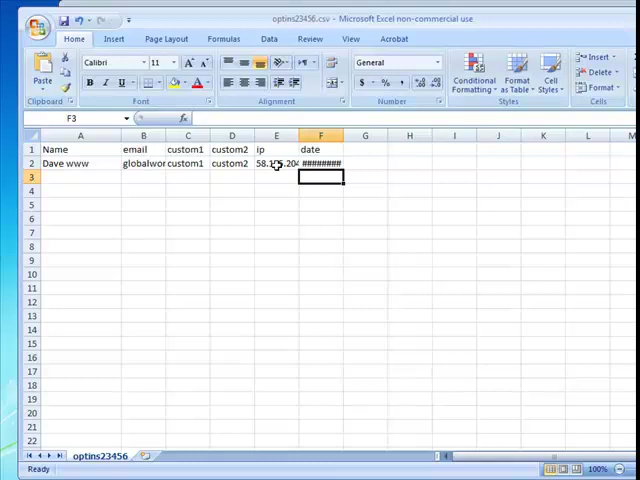 optins23456.csv - Microsoft Excel non-commercial use
Home Insert Page Layout Formulas Data Review View Acrobat
Paste
Calibri 11 A A
B I U A
General
$ % ,
Conditional Formatting
Format as Table
Cell Styles
Insert
Delete
Format
Clipboard Font Alignment Number Styles Cells
F3 fx
A B C D E F G H I J K L M
1 Name email custom1 custom2 ip date
2 Dave www globalwor custom1 custom2 ########
3
4
5
6
7
8
9
10
11
12
13
14
15
16
17
18
19
20
21
22
optins23456
Ready 100%